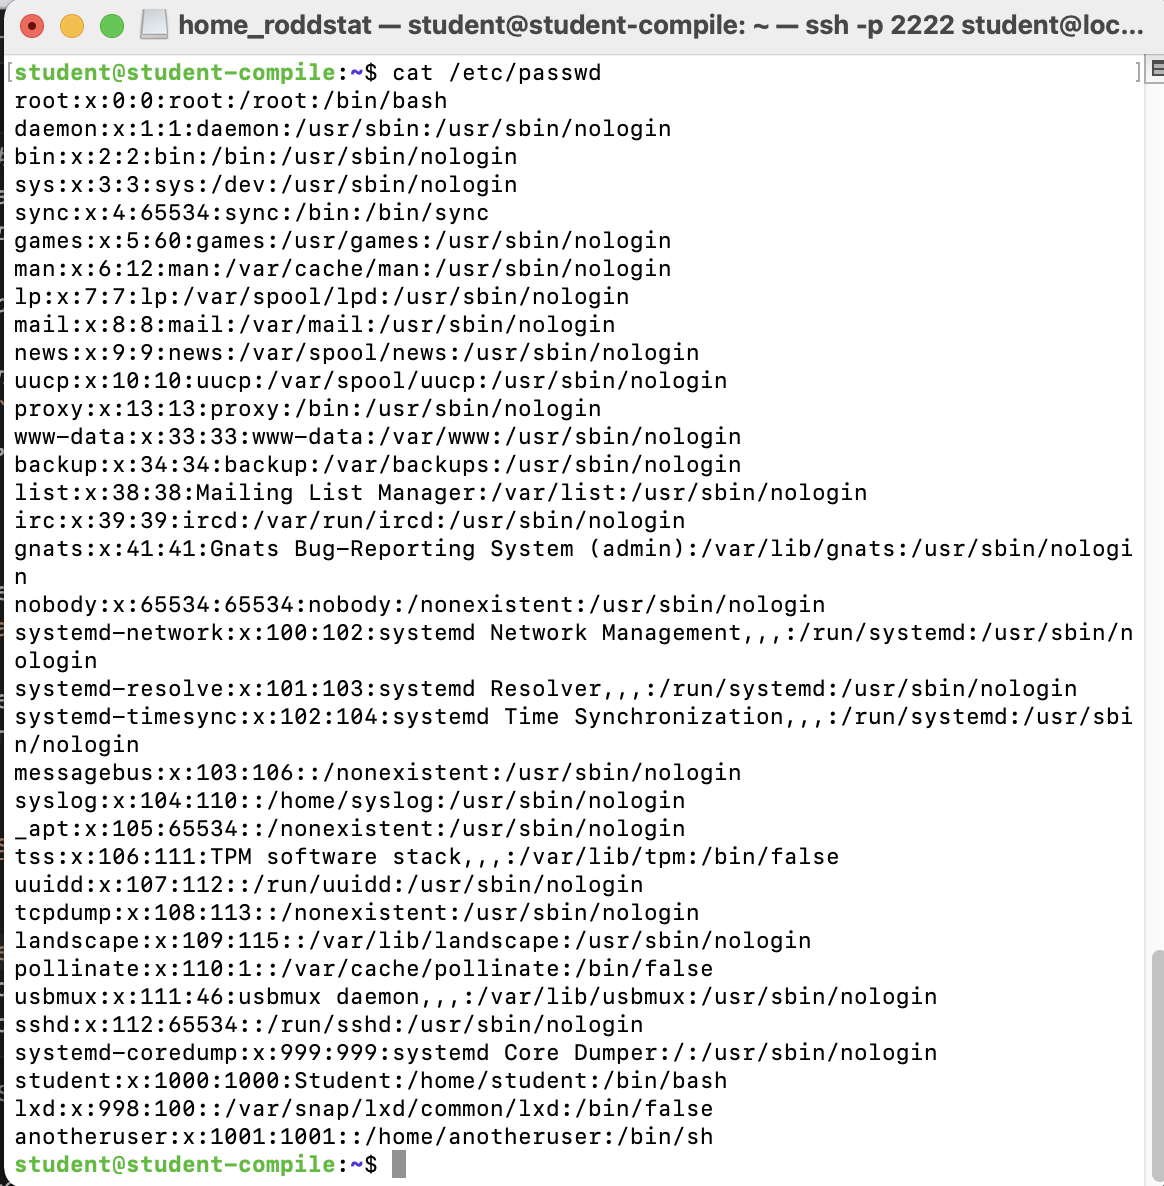 home_roddstat — student@student-compile: ~ — ssh -p 2222 student@loc...
[student@student-compile:~$ cat /etc/passwd ]
root:x:0:0:root:/root:/bin/bash
daemon:x:1:1:daemon:/usr/sbin:/usr/sbin/nologin
bin:x:2:2:bin:/bin:/usr/sbin/nologin
sys:x:3:3:sys:/dev:/usr/sbin/nologin
sync:x:4:65534:sync:/bin:/bin/sync
games:x:5:60:games:/usr/games:/usr/sbin/nologin
man:x:6:12:man:/var/cache/man:/usr/sbin/nologin
lp:x:7:7:lp:/var/spool/lpd:/usr/sbin/nologin
mail:x:8:8:mail:/var/mail:/usr/sbin/nologin
news:x:9:9:news:/var/spool/news:/usr/sbin/nologin
uucp:x:10:10:uucp:/var/spool/uucp:/usr/sbin/nologin
proxy:x:13:13:proxy:/bin:/usr/sbin/nologin
www-data:x:33:33:www-data:/var/www:/usr/sbin/nologin
backup:x:34:34:backup:/var/backups:/usr/sbin/nologin
list:x:38:38:Mailing List Manager:/var/list:/usr/sbin/nologin
irc:x:39:39:ircd:/var/run/ircd:/usr/sbin/nologin
gnats:x:41:41:Gnats Bug-Reporting System (admin):/var/lib/gnats:/usr/sbin/nologi
n
nobody:x:65534:65534:nobody:/nonexistent:/usr/sbin/nologin
systemd-network:x:100:102:systemd Network Management,,,:/run/systemd:/usr/sbin/n
ologin
systemd-resolve:x:101:103:systemd Resolver,,,:/run/systemd:/usr/sbin/nologin
systemd-timesync:x:102:104:systemd Time Synchronization,,,:/run/systemd:/usr/sbi
n/nologin
messagebus:x:103:106::/nonexistent:/usr/sbin/nologin
syslog:x:104:110::/home/syslog:/usr/sbin/nologin
_apt:x:105:65534::/nonexistent:/usr/sbin/nologin
tss:x:106:111:TPM software stack,,,:/var/lib/tpm:/bin/false
uuidd:x:107:112::/run/uuidd:/usr/sbin/nologin
tcpdump:x:108:113::/nonexistent:/usr/sbin/nologin
landscape:x:109:115::/var/lib/landscape:/usr/sbin/nologin
pollinate:x:110:1::/var/cache/pollinate:/bin/false
usbmux:x:111:46:usbmux daemon,,,:/var/lib/usbmux:/usr/sbin/nologin
sshd:x:112:65534::/run/sshd:/usr/sbin/nologin
systemd-coredump:x:999:999:systemd Core Dumper:/:/usr/sbin/nologin
student:x:1000:1000:Student:/home/student:/bin/bash
lxd:x:998:100::/var/snap/lxd/common/lxd:/bin/false
anotheruser:x:1001:1001::/home/anotheruser:/bin/sh
student@student-compile:~$